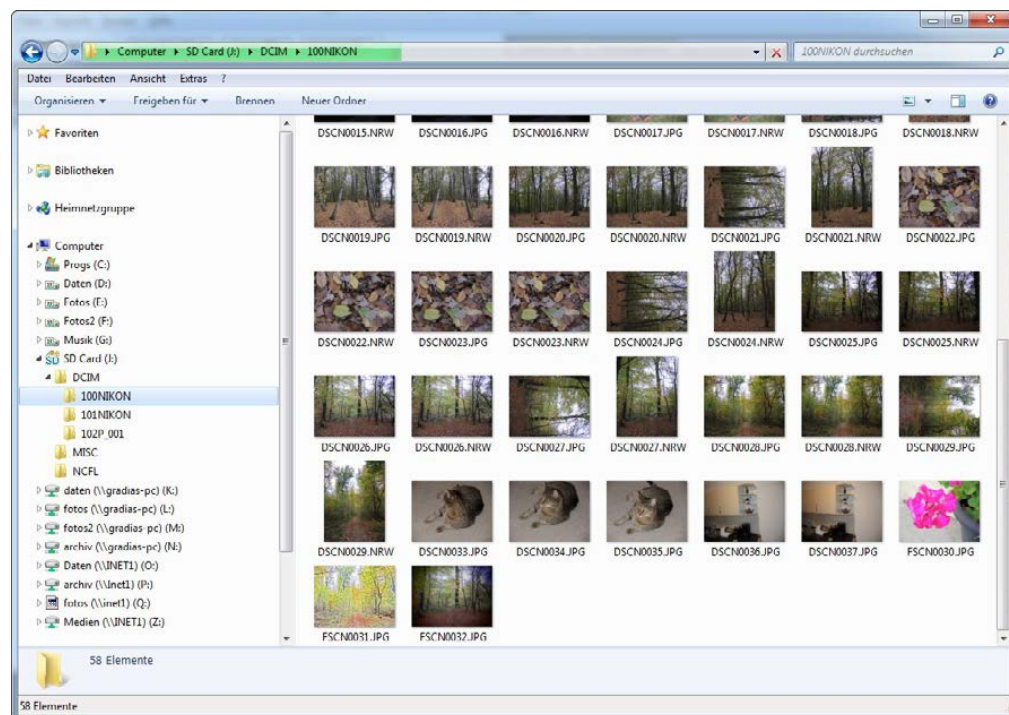 Computer ▸ SD Card (J:) ▸ DCIM ▸ 100NIKON
100NIKON durchsuchen
Datei Bearbeiten Ansicht Extras ?
Organisieren Freigeben für Brennen Neuer Ordner
Favoriten
Bibliotheken
Heimnetzgruppe
Computer
Progs (C:)
Daten (D:)
Fotos (E:)
Fotos2 (F:)
Musik (G:)
SD Card (J:)
DCIM
100NIKON
101NIKON
102P_001
MISC
NCFL
daten (\\gradias-pc) (K:)
fotos (\\gradias-pc) (L:)
fotos2 (\\gradias-pc) (M:)
archiv (\\gradias-pc) (N:)
Daten (\\INET1) (O:)
archiv (\\Inet1) (P:)
fotos (\\inet1) (Q:)
Medien (\\INET1) (Z:)
DSCN0015.NRW DSCN0016.JPG DSCN0016.NRW DSCN0017.JPG DSCN0017.NRW DSCN0018.JPG DSCN0018.NRW
DSCN0019.JPG DSCN0019.NRW DSCN0020.JPG DSCN0020.NRW DSCN0021.JPG DSCN0021.NRW DSCN0022.JPG
DSCN0022.NRW DSCN0023.JPG DSCN0023.NRW DSCN0024.JPG DSCN0024.NRW DSCN0025.JPG DSCN0025.NRW
DSCN0026.JPG DSCN0026.NRW DSCN0027.JPG DSCN0027.NRW DSCN0028.JPG DSCN0028.NRW DSCN0029.JPG
DSCN0029.NRW DSCN0033.JPG DSCN0034.JPG DSCN0035.JPG DSCN0036.JPG DSCN0037.JPG FSCN0030.JPG
FSCN0031.JPG FSCN0032.JPG
58 Elemente
58 Elemente